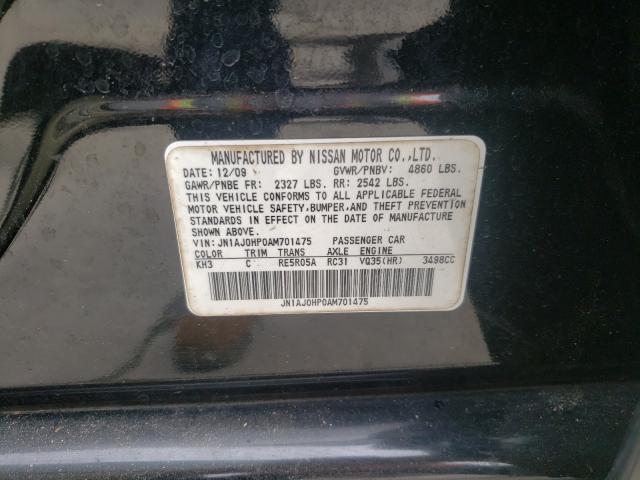 MANUFACTURED BY NISSAN MOTOR CO.,LTD.
DATE: 12/09 GVWR/PNBV: 4860 LBS.
GAWR/PNBE FR: 2327 LBS. RR: 2542 LBS.
THIS VEHICLE CONFORMS TO ALL APPLICABLE FEDERAL
MOTOR VEHICLE SAFETY,BUMPER,AND THEFT PREVENTION
STANDARDS IN EFFECT ON THE DATE OF MANUFACTURE
SHOWN ABOVE.
VIN: JN1AJ0HP0AM701475 PASSENGER CAR
COLOR TRIM TRANS AXLE ENGINE
KH3 C RE5R05A RC31 VQ35(HR) 3498CC
JN1AJ0HP0AM701475